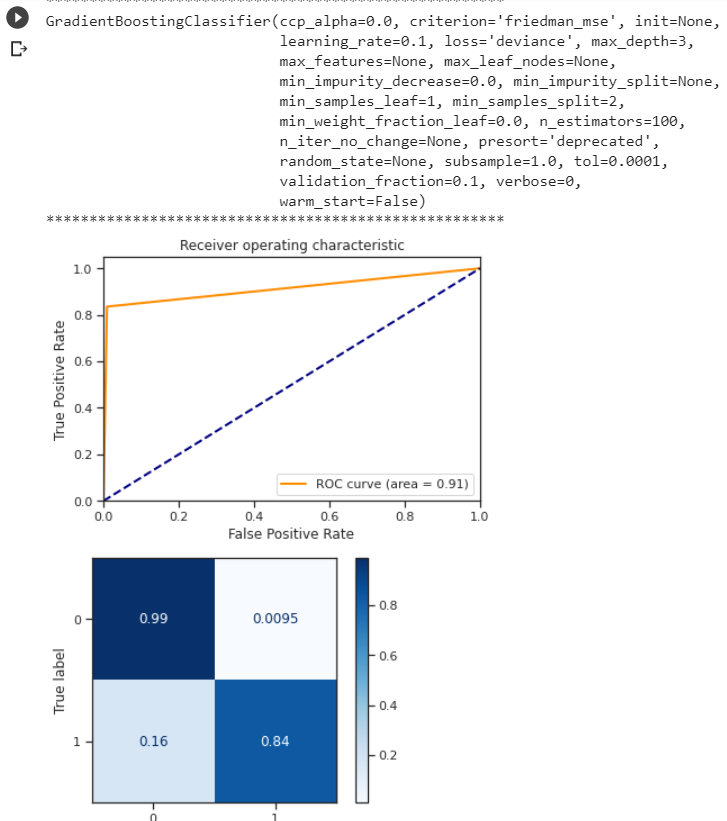 ****************************************************
GradientBoostingClassifier(ccp_alpha=0.0, criterion='friedman_mse', init=None,
learning_rate=0.1, loss='deviance', max_depth=3,
max_features=None, max_leaf_nodes=None,
min_impurity_decrease=0.0, min_impurity_split=None,
min_samples_leaf=1, min_samples_split=2,
min_weight_fraction_leaf=0.0, n_estimators=100,
n_iter_no_change=None, presort='deprecated',
random_state=None, subsample=1.0, tol=0.0001,
validation_fraction=0.1, verbose=0,
warm_start=False)
****************************************************
Receiver operating characteristic
1.0
0.8
0.6
0.4
0.2
0.0
True Positive Rate
ROC curve (area = 0.91)
0.0 0.2 0.4 0.6 0.8 1.0
False Positive Rate
0 0.99 0.0095
1 0.16 0.84
True label
0 1
0.8
0.6
0.4
0.2